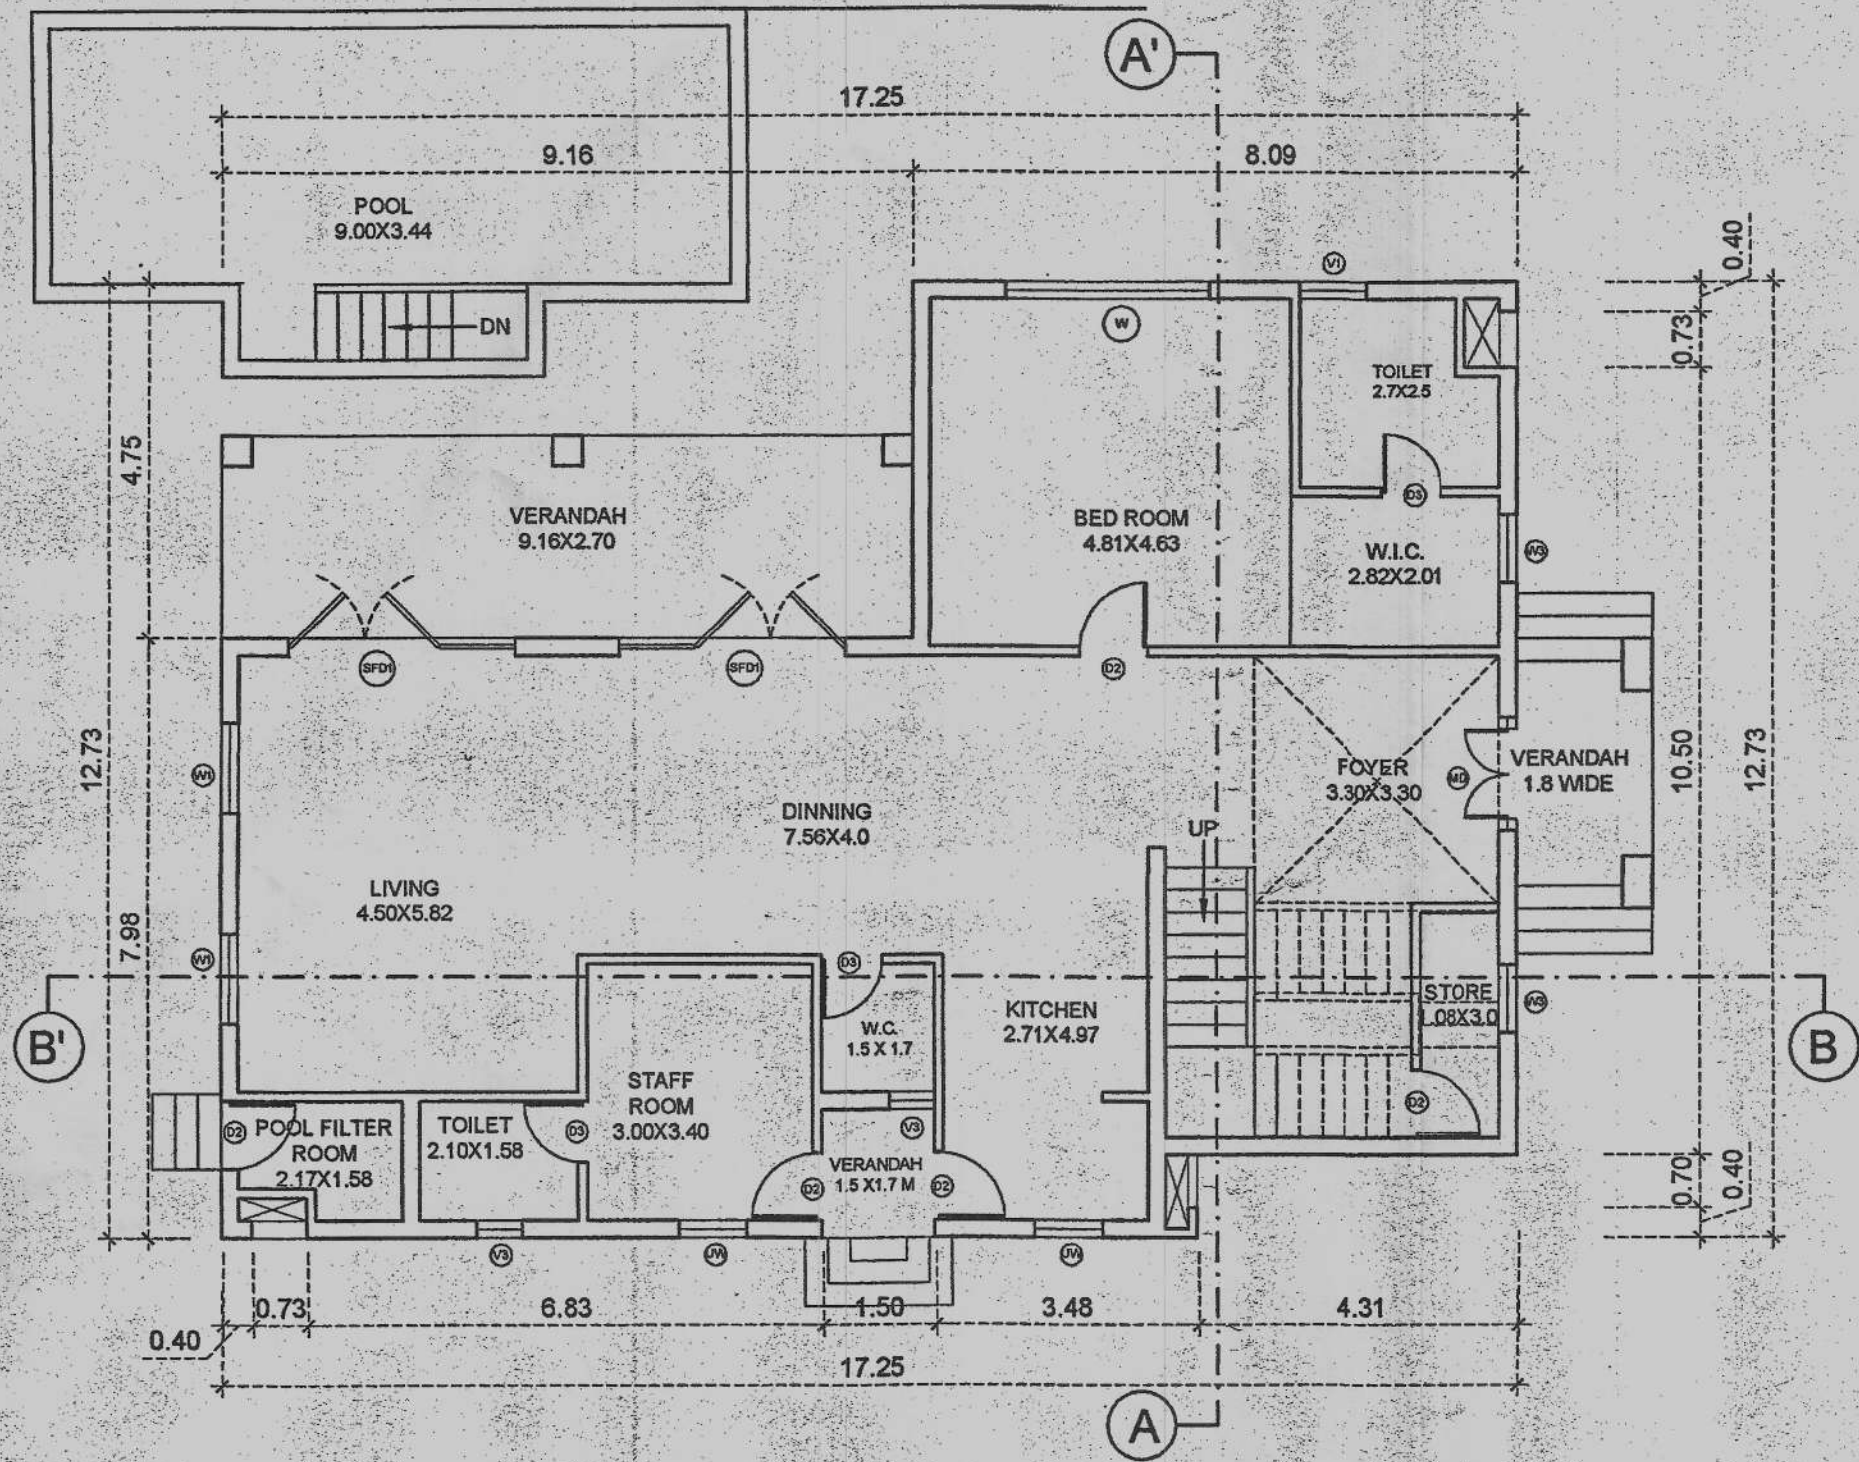 A'
17.25
9.16
8.09
POOL
9.00X3.44
0.40
V1
DN
W
0.73
TOILET
2.7X2.5
4.75
VERANDAH
9.16X2.70
BED ROOM
4.81X4.63
D3
W.I.C.
2.82X2.01
W3
SFD1
SFD1
D2
12.73
W1
DINNING
7.56X4.0
FOYER
3.30X3.30
MD
VERANDAH
1.8 WIDE
10.50
12.73
UP
LIVING
4.50X5.82
7.98
W1
D3
B'
KITCHEN
2.71X4.97
STORE
1.08X3.0
W3
B
W.C.
1.5 X 1.7
STAFF
ROOM
3.00X3.40
D2
POOL FILTER
ROOM
2.17X1.58
TOILET
2.10X1.58
D3
V3
D2
VERANDAH
1.5 X1.7 M
D2
D2
0.70
0.40
V3
JW
JW
0.40
0.73
6.83
1.50
3.48
4.31
17.25
A